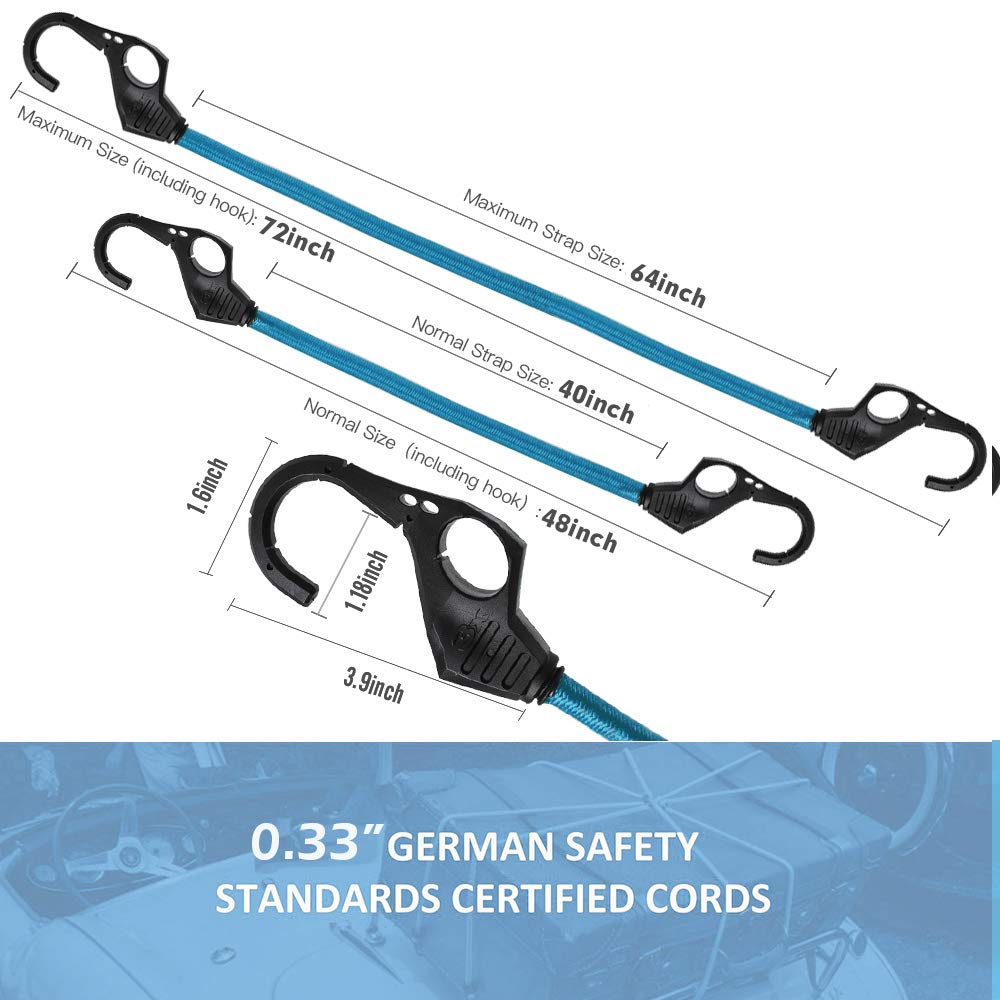 Maximum Strap Size: 64inch
Maximum Size (including hook): 72inch
Normal Strap Size: 40inch
Normal Size (including hook) :48inch
1.6inch
1.18inch
3.9inch
0.33” GERMAN SAFETY
STANDARDS CERTIFIED CORDS